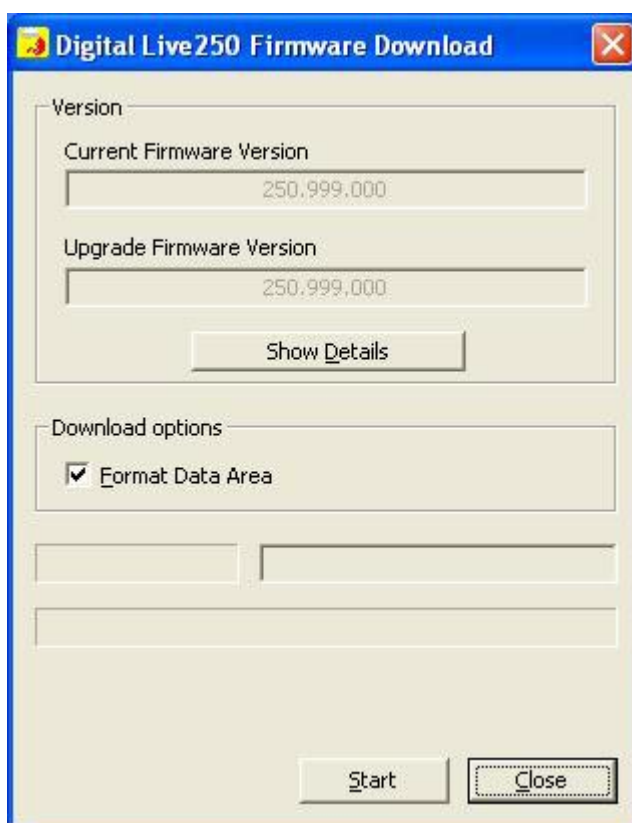 Digital Live250 Firmware Download
Version
Current Firmware Version
250.999.000
Upgrade Firmware Version
250.999.000
Show Details
Download options
Format Data Area
Start Close